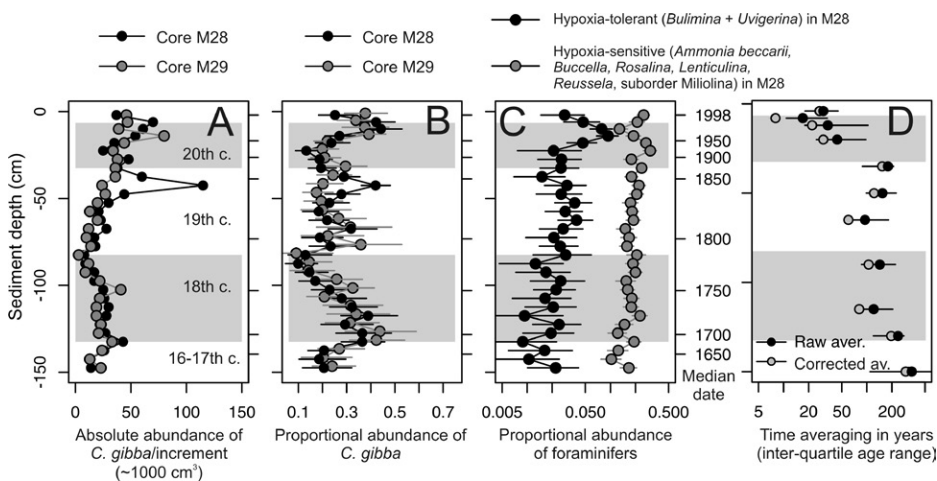 Core M28
Core M29
Core M28
Core M29
Hypoxia-tolerant (Bulimina + Uvigerina) in M28
Hypoxia-sensitive (Ammonia beccarii,
Buccella, Rosalina, Lenticulina,
Reussela, suborder Miliolina) in M28
A
B
C
D
Sediment depth (cm)
0
-50
-100
-150
20th c.
19th c.
18th c.
16-17th c.
0
50
100
150
Absolute abundance of
C. gibba/increment
(~1000 cm³)
0.1
0.3
0.5
0.7
Proportional abundance of
C. gibba
0.005
0.050
0.500
Proportional abundance
of foraminifers
1998
1950
1900
1850
1800
1750
1700
1650
Median
date
Raw aver.
Corrected av.
5
20
50
200
Time averaging in years
(inter-quartile age range)